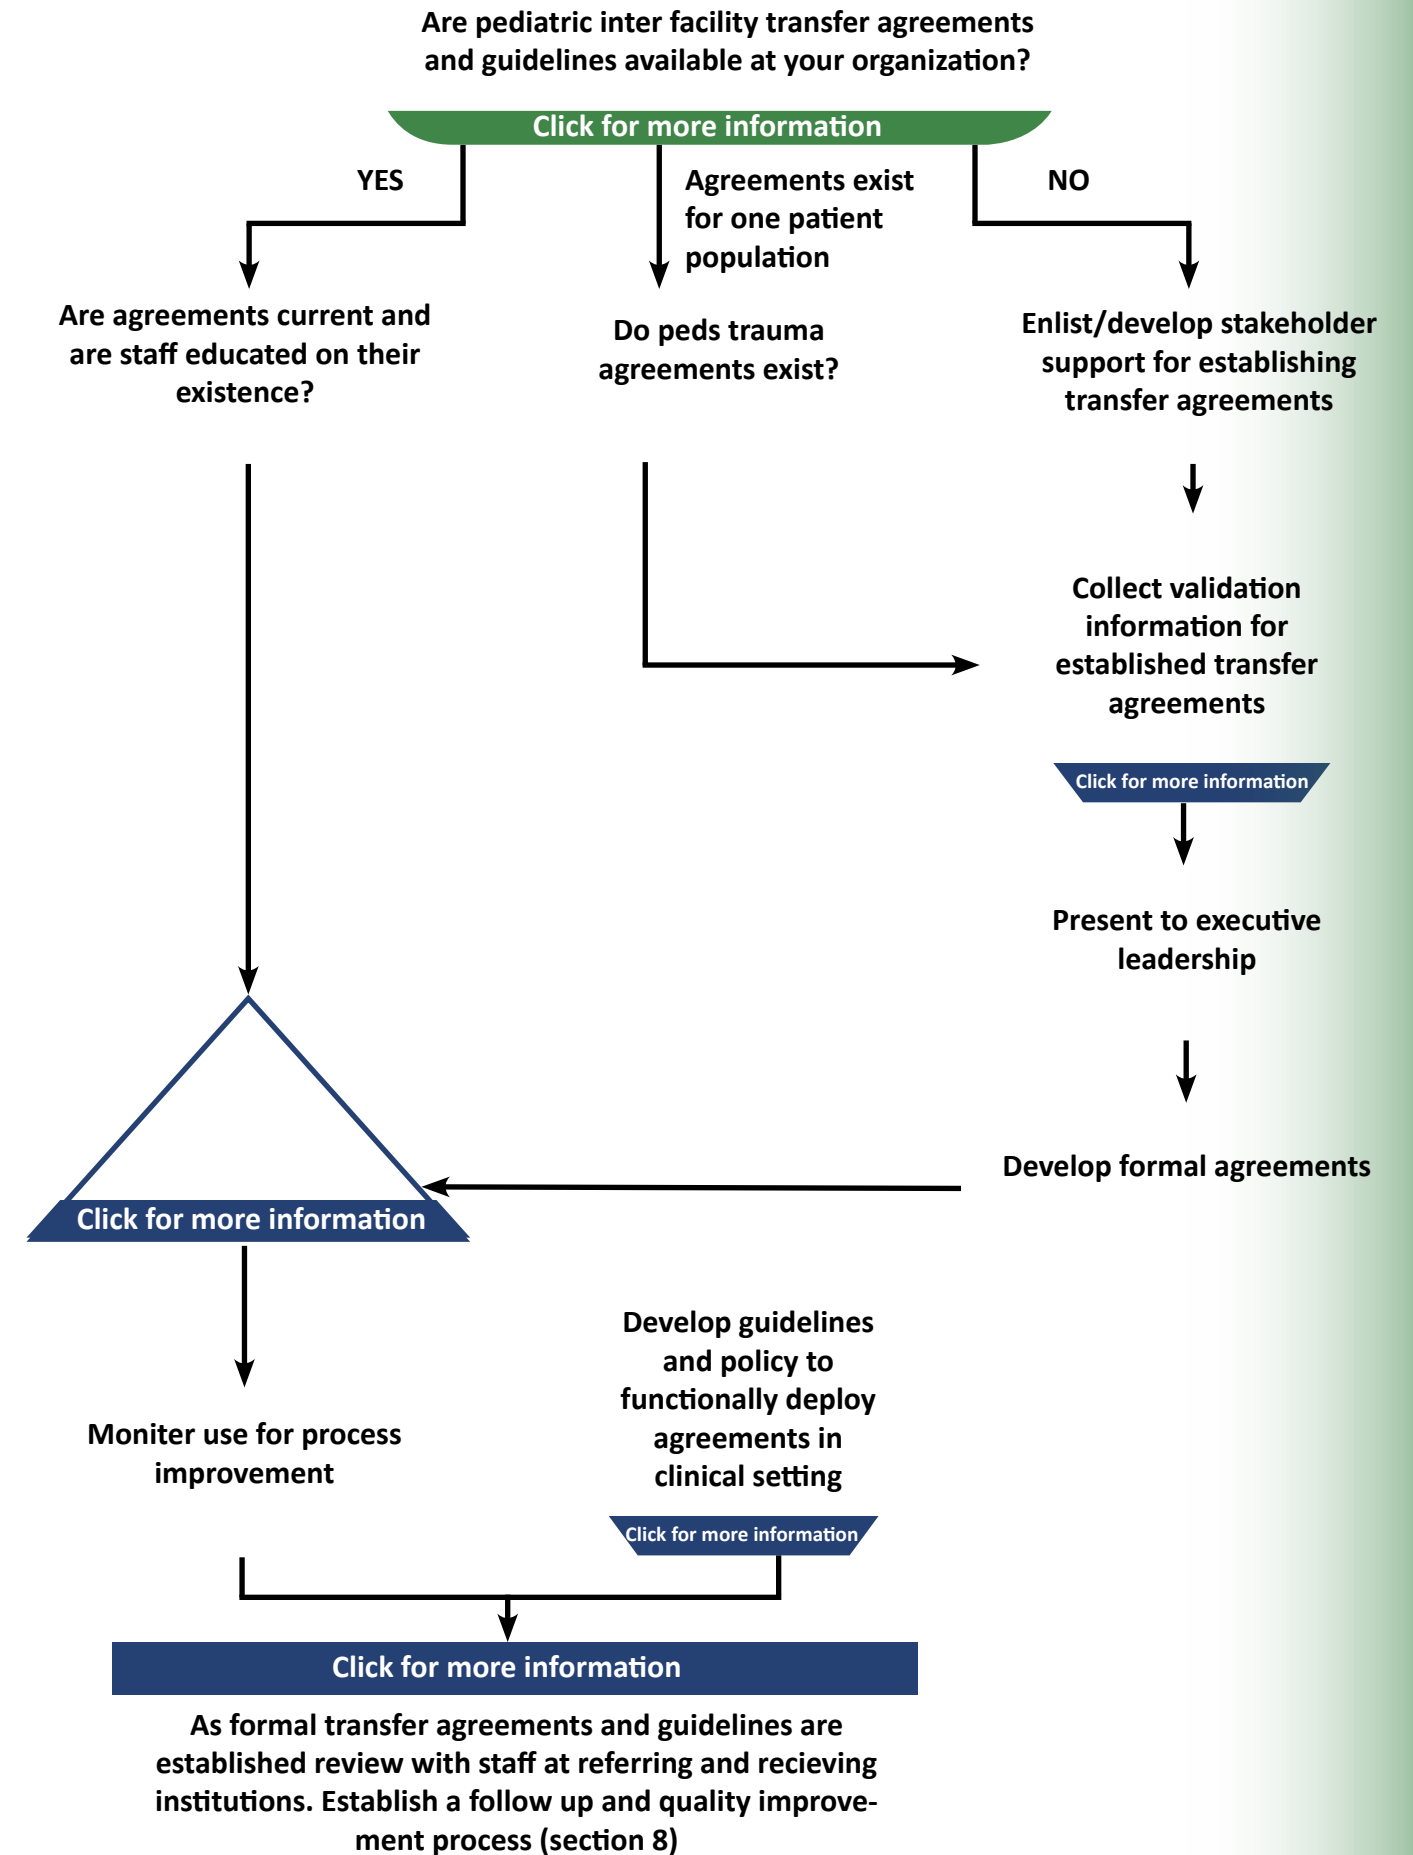 Are pediatric inter facility transfer agreements
and guidelines available at your organization?
Click for more information
YES
Agreements exist
for one patient
population
NO
Are agreements current and
are staff educated on their
existence?
Do peds trauma
agreements exist?
Enlist/develop stakeholder
support for establishing
transfer agreements
Collect validation
information for
established transfer
agreements
Click for more information
Present to executive
leadership
Develop formal agreements
Click for more information
Develop guidelines
and policy to
functionally deploy
agreements in
clinical setting
Moniter use for process
improvement
Click for more information
Click for more information
As formal transfer agreements and guidelines are
established review with staff at referring and recieving
institutions. Establish a follow up and quality improve-
ment process (section 8)